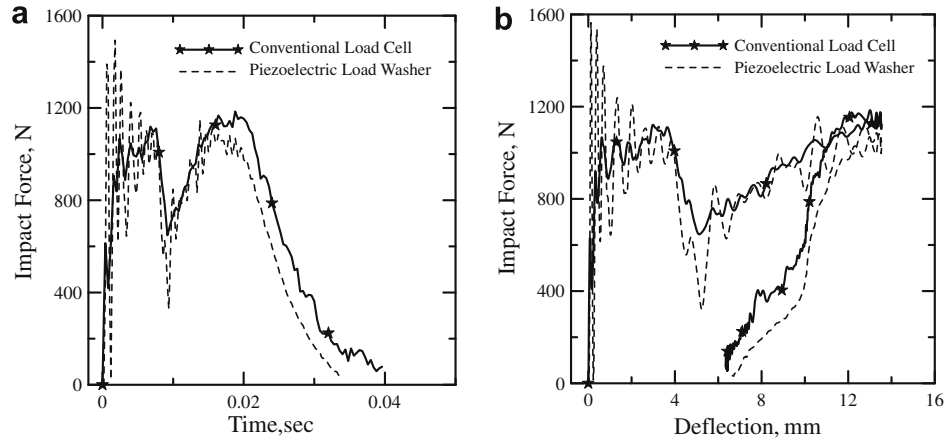 a
1600
1200
800
400
0
Impact Force, N
Conventional Load Cell
Piezoelectric Load Washer
0
0.02
0.04
Time,sec
b
1600
1200
800
400
0
Impact Force, N
Conventional Load Cell
Piezoelectric Load Washer
0
4
8
12
16
Deflection, mm